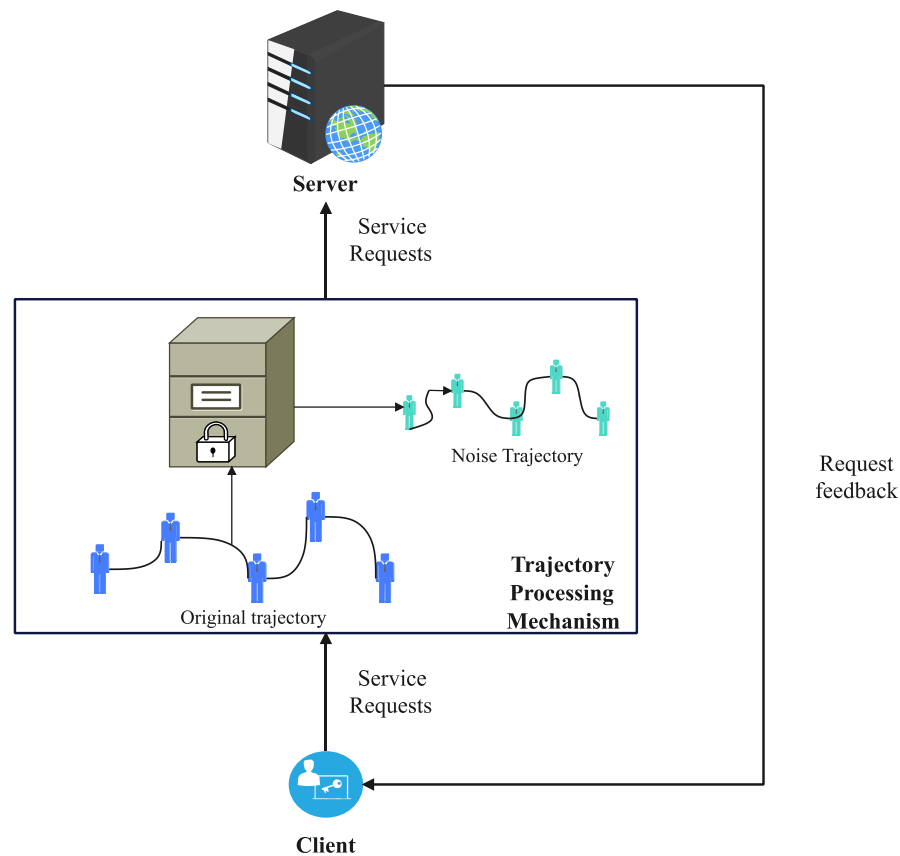 Server
Service
Requests
Noise Trajectory
Request
feedback
Original trajectory
Trajectory
Processing
Mechanism
Service
Requests
Client